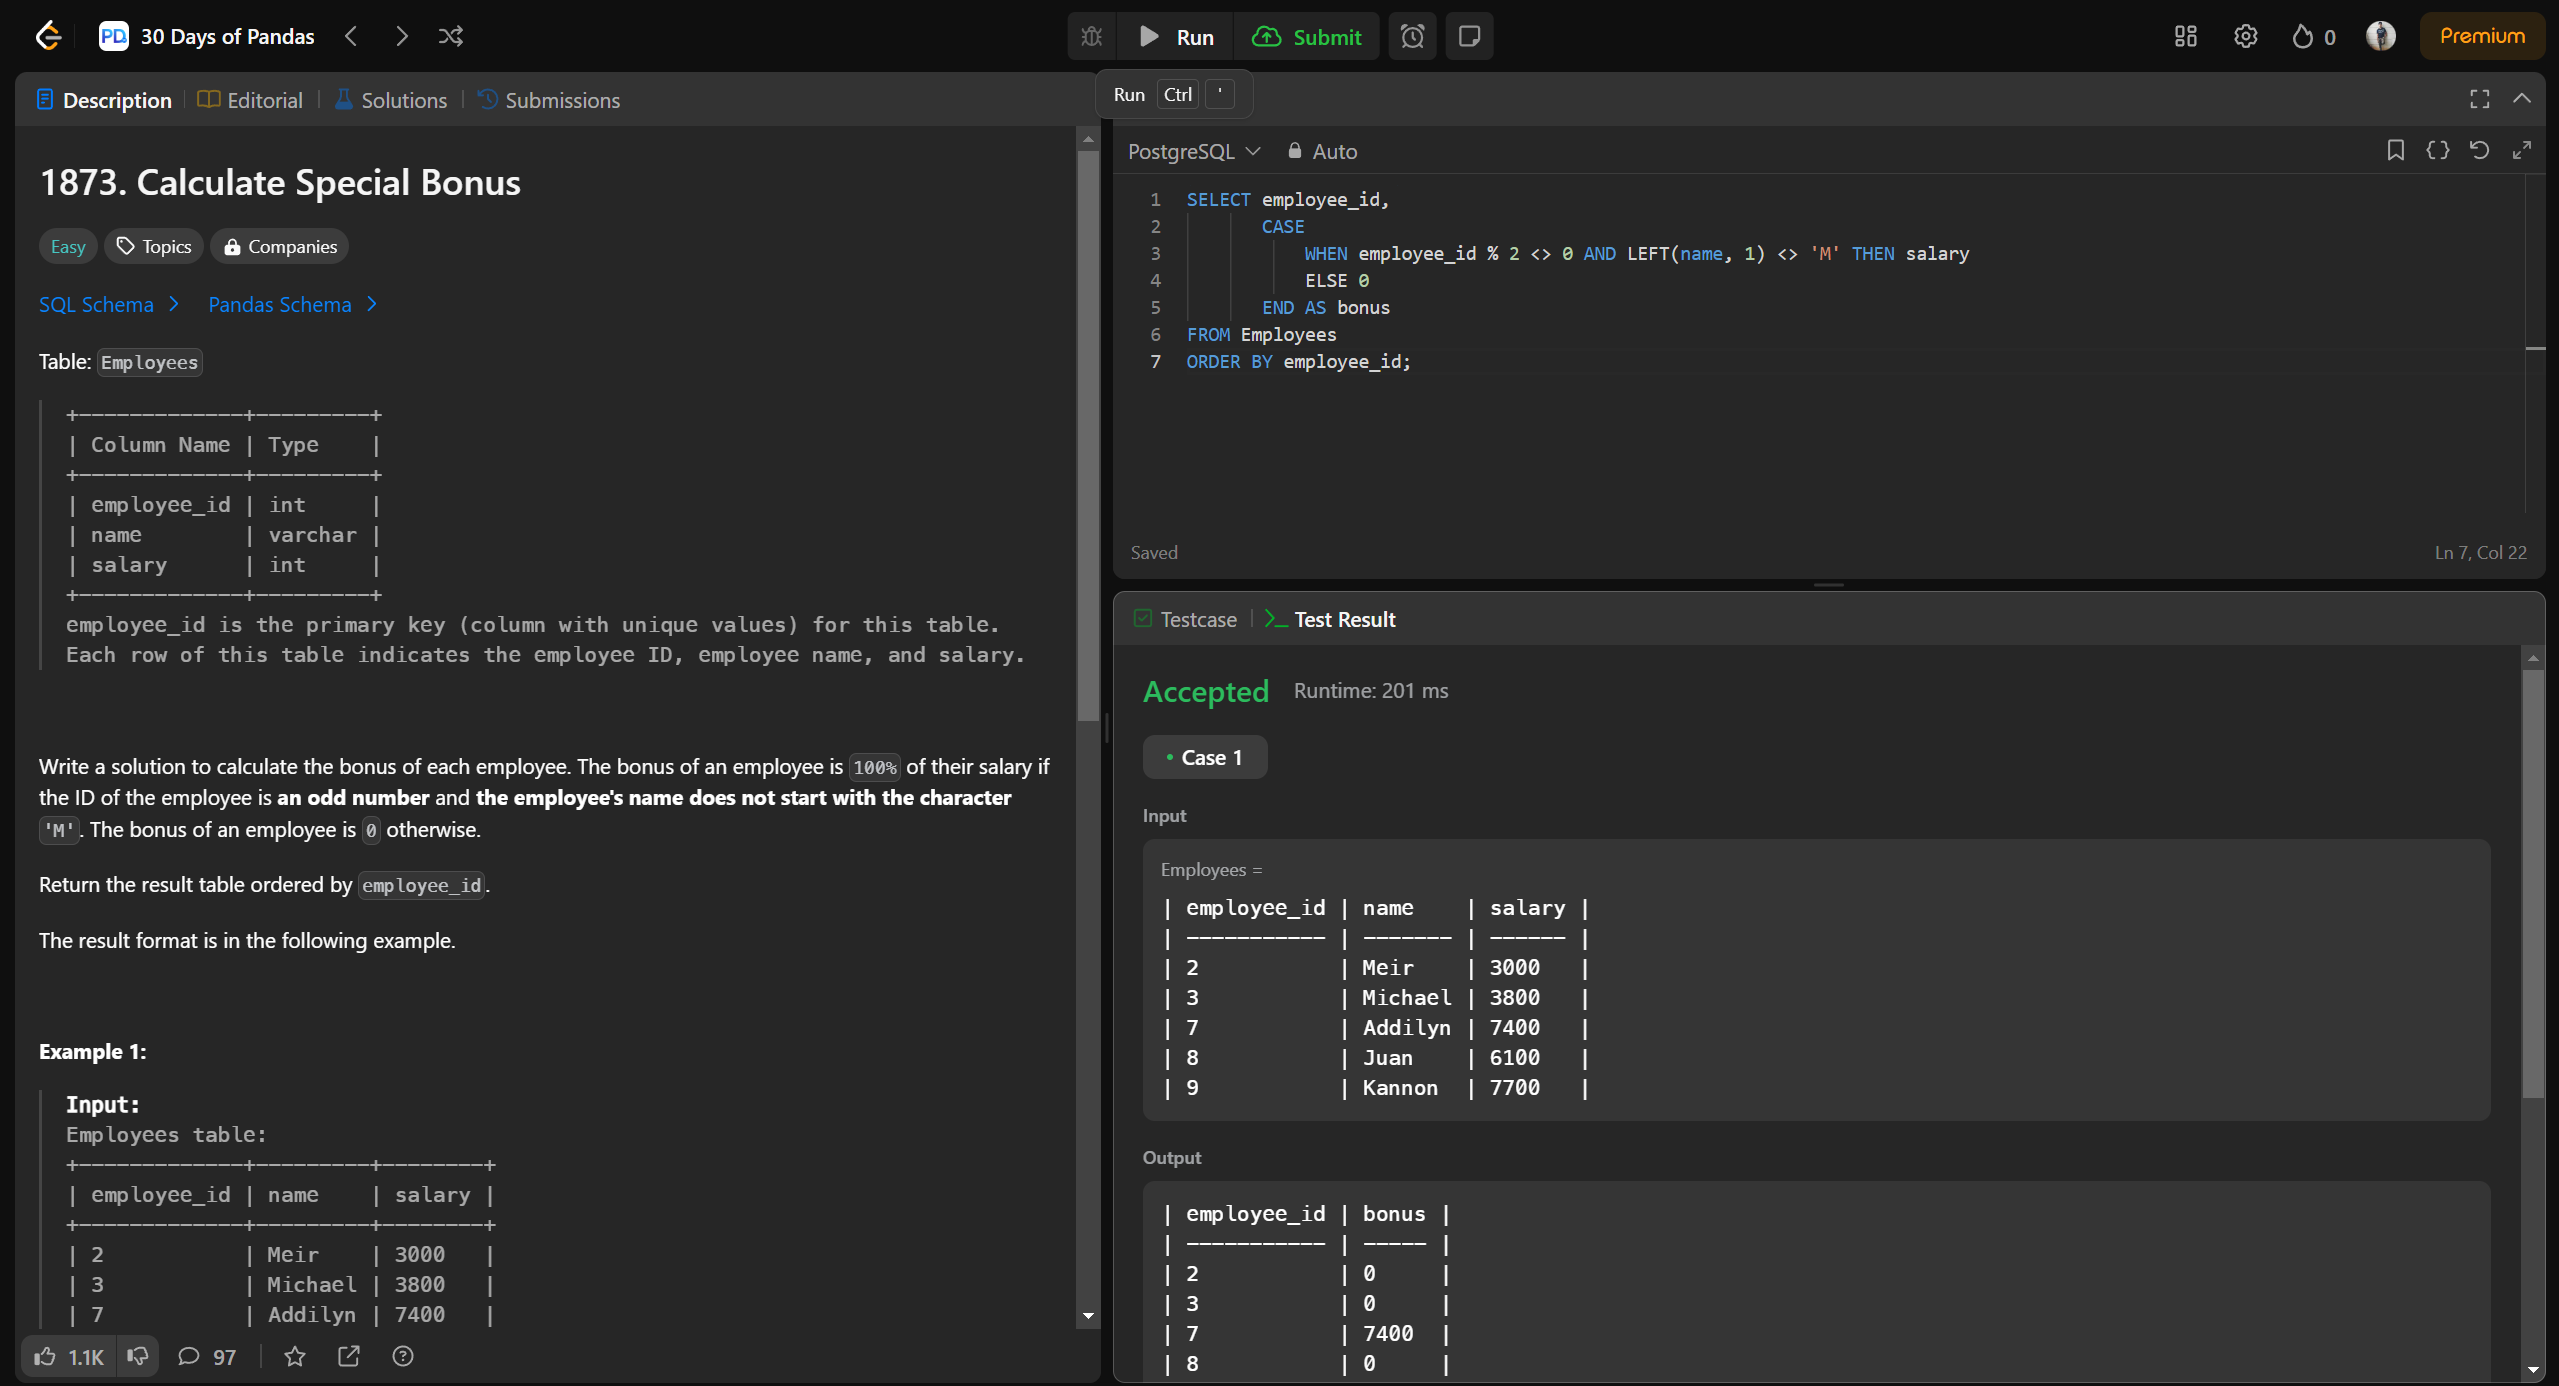 PD 30 Days of Pandas
Run
Submit
0
Premium
Description
Editorial
Solutions
Submissions
Run Ctrl '
1873. Calculate Special Bonus
Easy
Topics
Companies
SQL Schema
Pandas Schema
Table: Employees
+-------------+---------+
| Column Name | Type    |
+-------------+---------+
| employee_id | int     |
| name        | varchar |
| salary      | int     |
+-------------+---------+
employee_id is the primary key (column with unique values) for this table.
Each row of this table indicates the employee ID, employee name, and salary.
Write a solution to calculate the bonus of each employee. The bonus of an employee is 100% of their salary if
the ID of the employee is an odd number and the employee's name does not start with the character
'M'. The bonus of an employee is 0 otherwise.
Return the result table ordered by employee_id.
The result format is in the following example.
Example 1:
Input:
Employees table:
+-------------+---------+--------+
| employee_id | name    | salary |
+-------------+---------+--------+
| 2           | Meir    | 3000   |
| 3           | Michael | 3800   |
| 7           | Addilyn | 7400   |
1.1K
97
PostgreSQL
Auto
1 SELECT employee_id,
2 CASE
3 WHEN employee_id % 2 <> 0 AND LEFT(name, 1) <> 'M' THEN salary
4 ELSE 0
5 END AS bonus
6 FROM Employees
7 ORDER BY employee_id;
Saved
Ln 7, Col 22
Testcase
Test Result
Accepted
Runtime: 201 ms
Case 1
Input
Employees =
| employee_id | name    | salary |
| ----------- | ------- | ------ |
| 2           | Meir    | 3000   |
| 3           | Michael | 3800   |
| 7           | Addilyn | 7400   |
| 8           | Juan    | 6100   |
| 9           | Kannon  | 7700   |
Output
| employee_id | bonus |
| ----------- | ----- |
| 2           | 0     |
| 3           | 0     |
| 7           | 7400  |
| 8           | 0     |